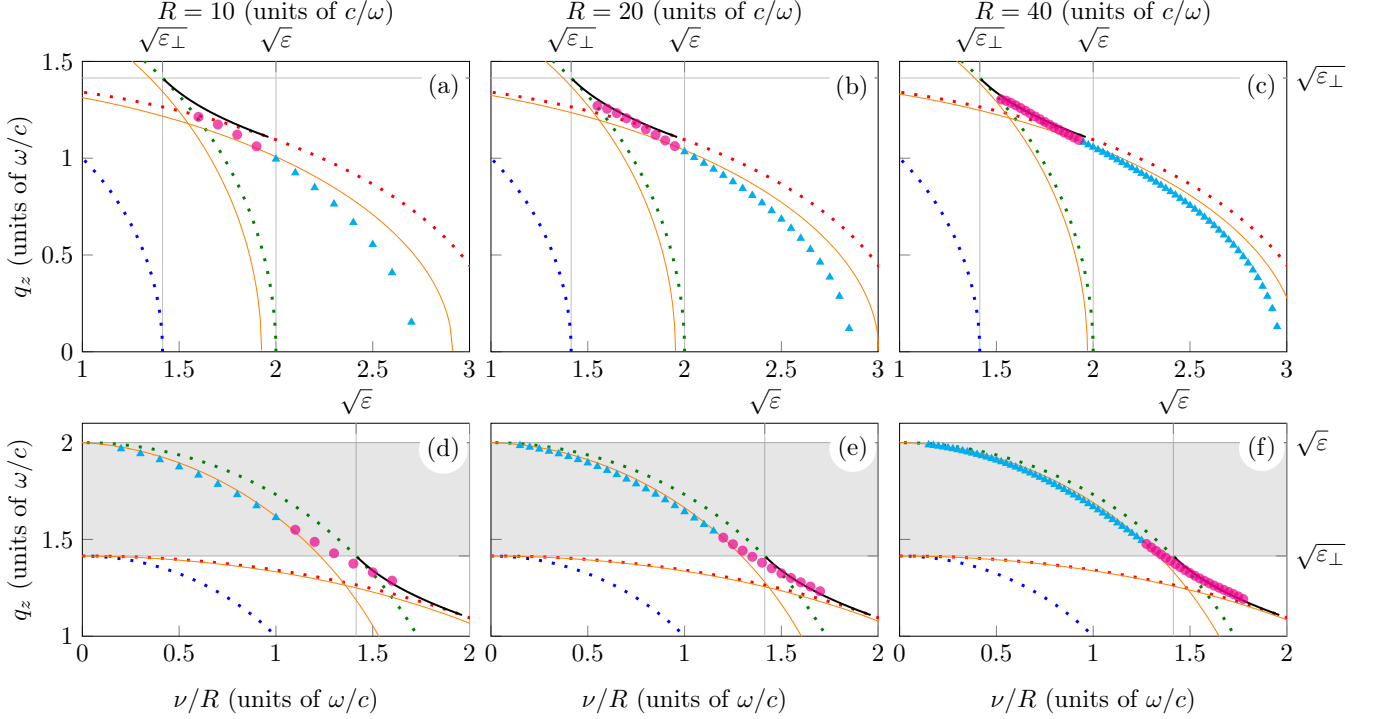 R = 10 (units of c/ω) R = 20 (units of c/ω) R = 40 (units of c/ω)
√ε⊥ √ε √ε⊥ √ε √ε⊥ √ε
(a) (b) (c)
√ε⊥
q_z (units of ω/c)
1.5
1
0.5
0
1 1.5 2 2.5 3 1 1.5 2 2.5 3 1 1.5 2 2.5 3
√ε √ε √ε
(d) (e) (f)
√ε
√ε⊥
q_z (units of ω/c)
2
1.5
1
0 0.5 1 1.5 2 0 0.5 1 1.5 2 0 0.5 1 1.5 2
ν/R (units of ω/c) ν/R (units of ω/c) ν/R (units of ω/c)